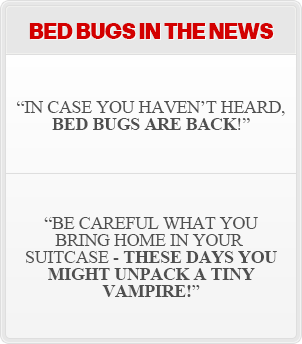 BED BUGS IN THE NEWS
“IN CASE YOU HAVEN’T HEARD,
BED BUGS ARE BACK!”
“BE CAREFUL WHAT YOU
BRING HOME IN YOUR
SUITCASE - THESE DAYS YOU
MIGHT UNPACK A TINY
VAMPIRE!”